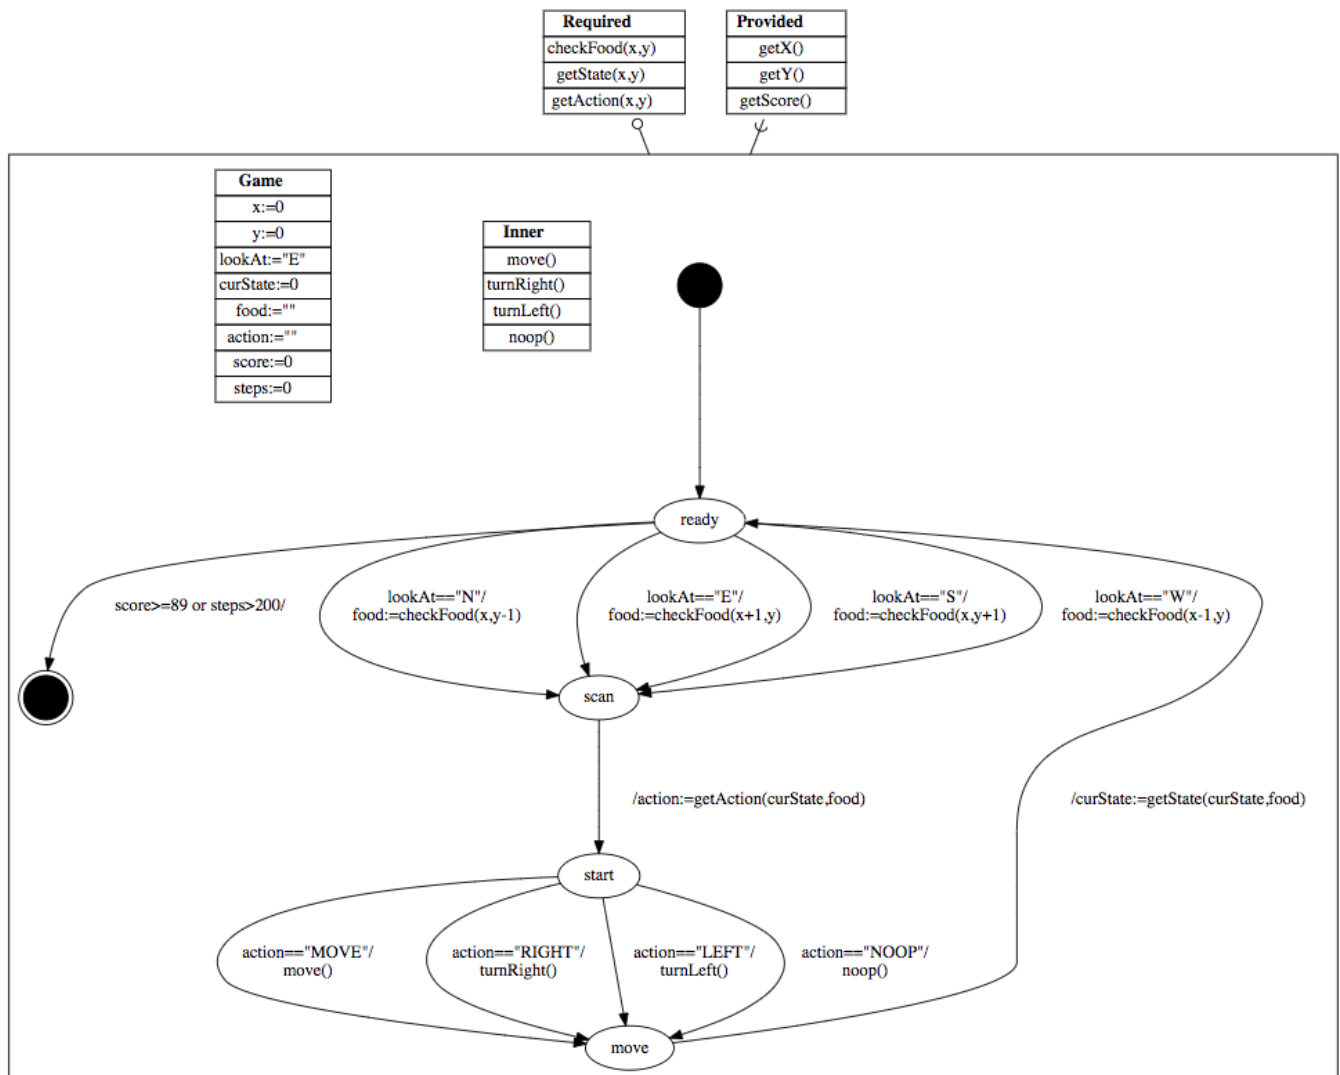 Required
checkFood(x,y)
getState(x,y)
getAction(x,y)
Provided
getX()
getY()
getScore()
Game
x:=0
y:=0
lookAt:="E"
curState:=0
food:=""
action:=""
score:=0
steps:=0
Inner
move()
turnRight()
turnLeft()
noop()
ready
score>=89 or steps>200/
lookAt=="N"/
food:=checkFood(x,y-1)
lookAt=="E"/
food:=checkFood(x+1,y)
lookAt=="S"/
food:=checkFood(x,y+1)
lookAt=="W"/
food:=checkFood(x-1,y)
scan
/action:=getAction(curState,food)
/curState:=getState(curState,food)
start
action=="MOVE"/
move()
action=="RIGHT"/
turnRight()
action=="LEFT"/
turnLeft()
action=="NOOP"/
noop()
move